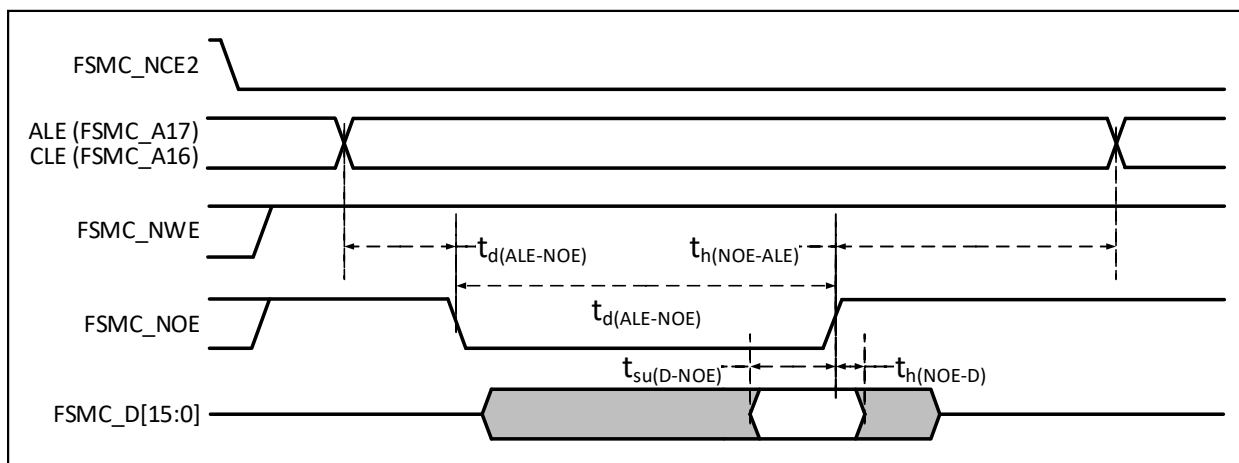 FSMC_NCE2
ALE (FSMC_A17)
CLE (FSMC_A16)
FSMC_NWE
td(ALE-NOE)
th(NOE-ALE)
FSMC_NOE
td(ALE-NOE)
tsu(D-NOE)
th(NOE-D)
FSMC_D[15:0]